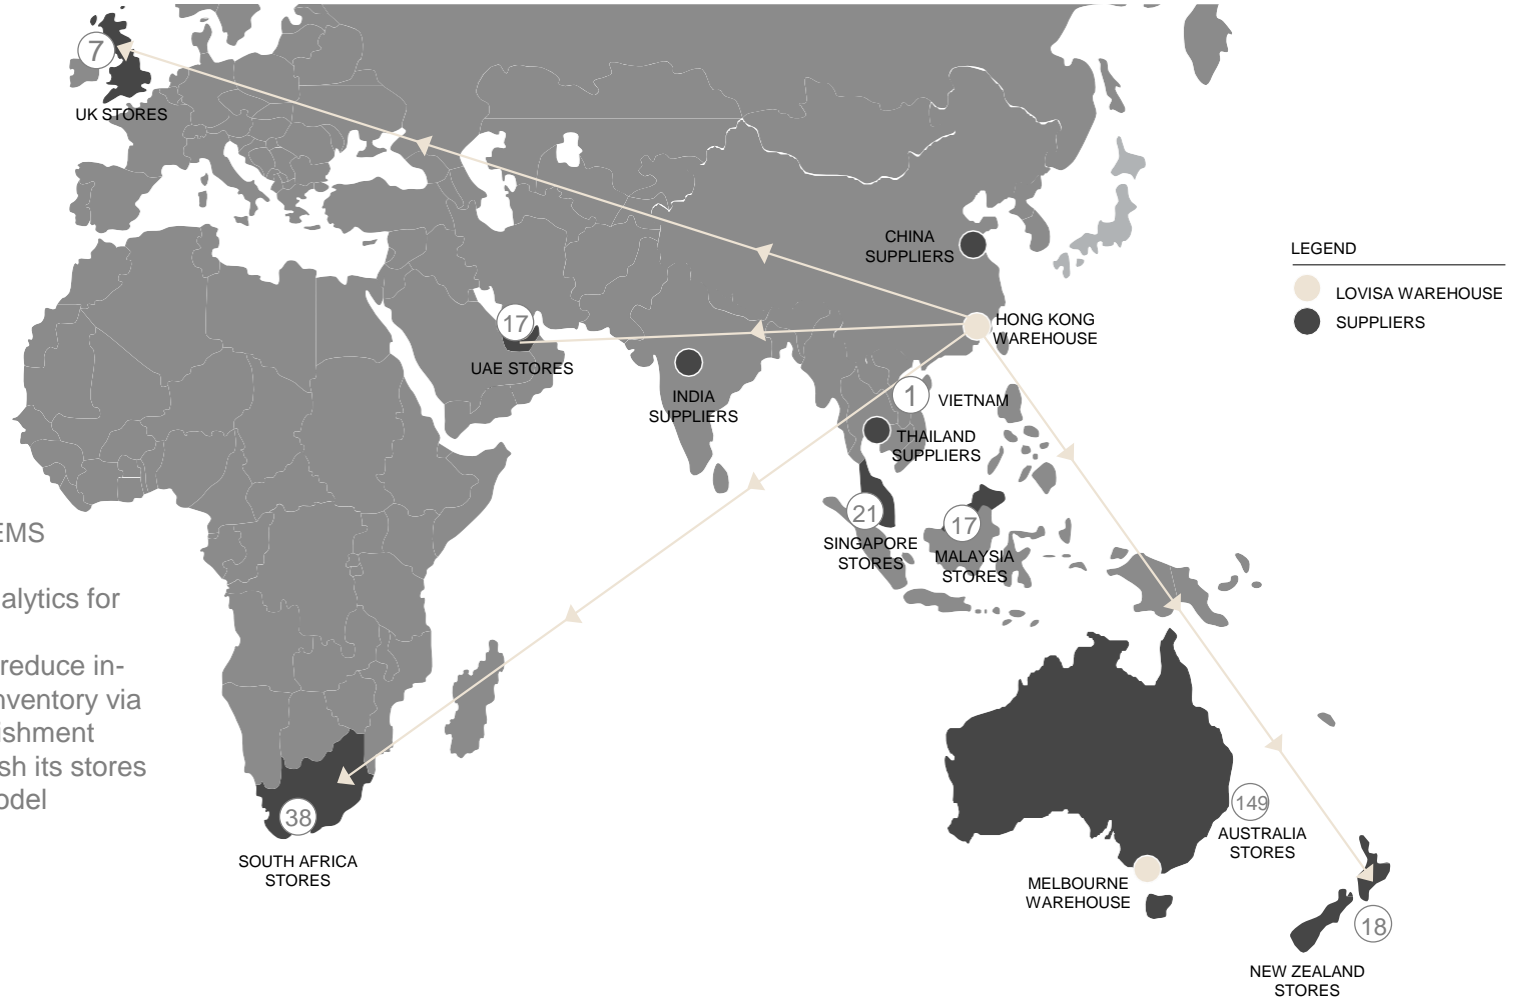 7
UK STORES
CHINA
SUPPLIERS
LEGEND
LOVISA WAREHOUSE
SUPPLIERS
17
UAE STORES
HONG KONG
WAREHOUSE
INDIA
SUPPLIERS
1
VIETNAM
THAILAND
SUPPLIERS
21
SINGAPORE
STORES
17
MALAYSIA
STORES
EMS
alytics for
reduce in-
nventory via
ishment
sh its stores
odel
38
SOUTH AFRICA
STORES
149
AUSTRALIA
STORES
MELBOURNE
WAREHOUSE
18
NEW ZEALAND
STORES